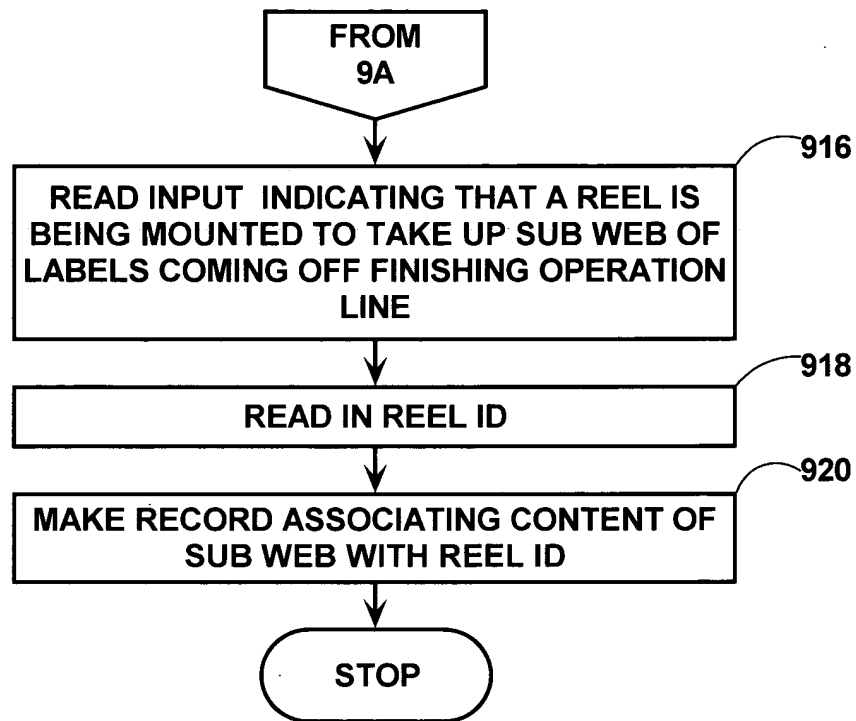 FROM
9A
916
READ INPUT INDICATING THAT A REEL IS
BEING MOUNTED TO TAKE UP SUB WEB OF
LABELS COMING OFF FINISHING OPERATION
LINE
918
READ IN REEL ID
920
MAKE RECORD ASSOCIATING CONTENT OF
SUB WEB WITH REEL ID
STOP